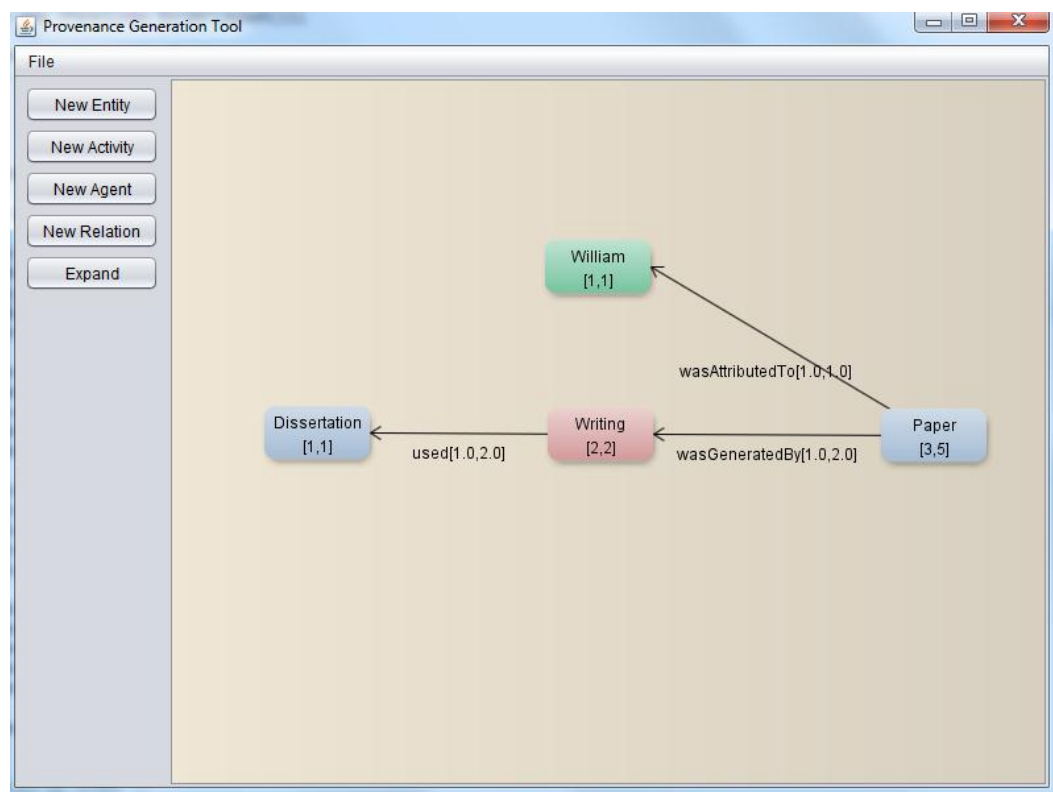 Provenance Generation Tool
File
New Entity
New Activity
New Agent
New Relation
Expand
William
[1,1]
wasAttributedTo[1.0,1.0]
Dissertation
[1,1]
used[1.0,2.0]
Writing
[2,2]
wasGeneratedBy[1.0,2.0]
Paper
[3,5]